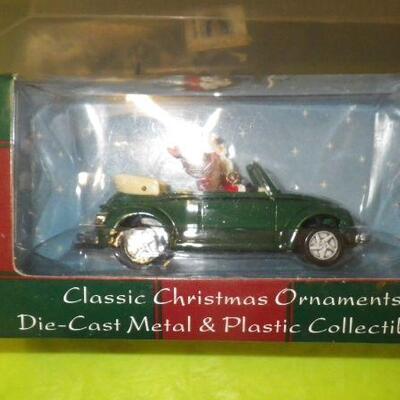 Classic Christmas Ornaments
Die-Cast Metal & Plastic Collectib